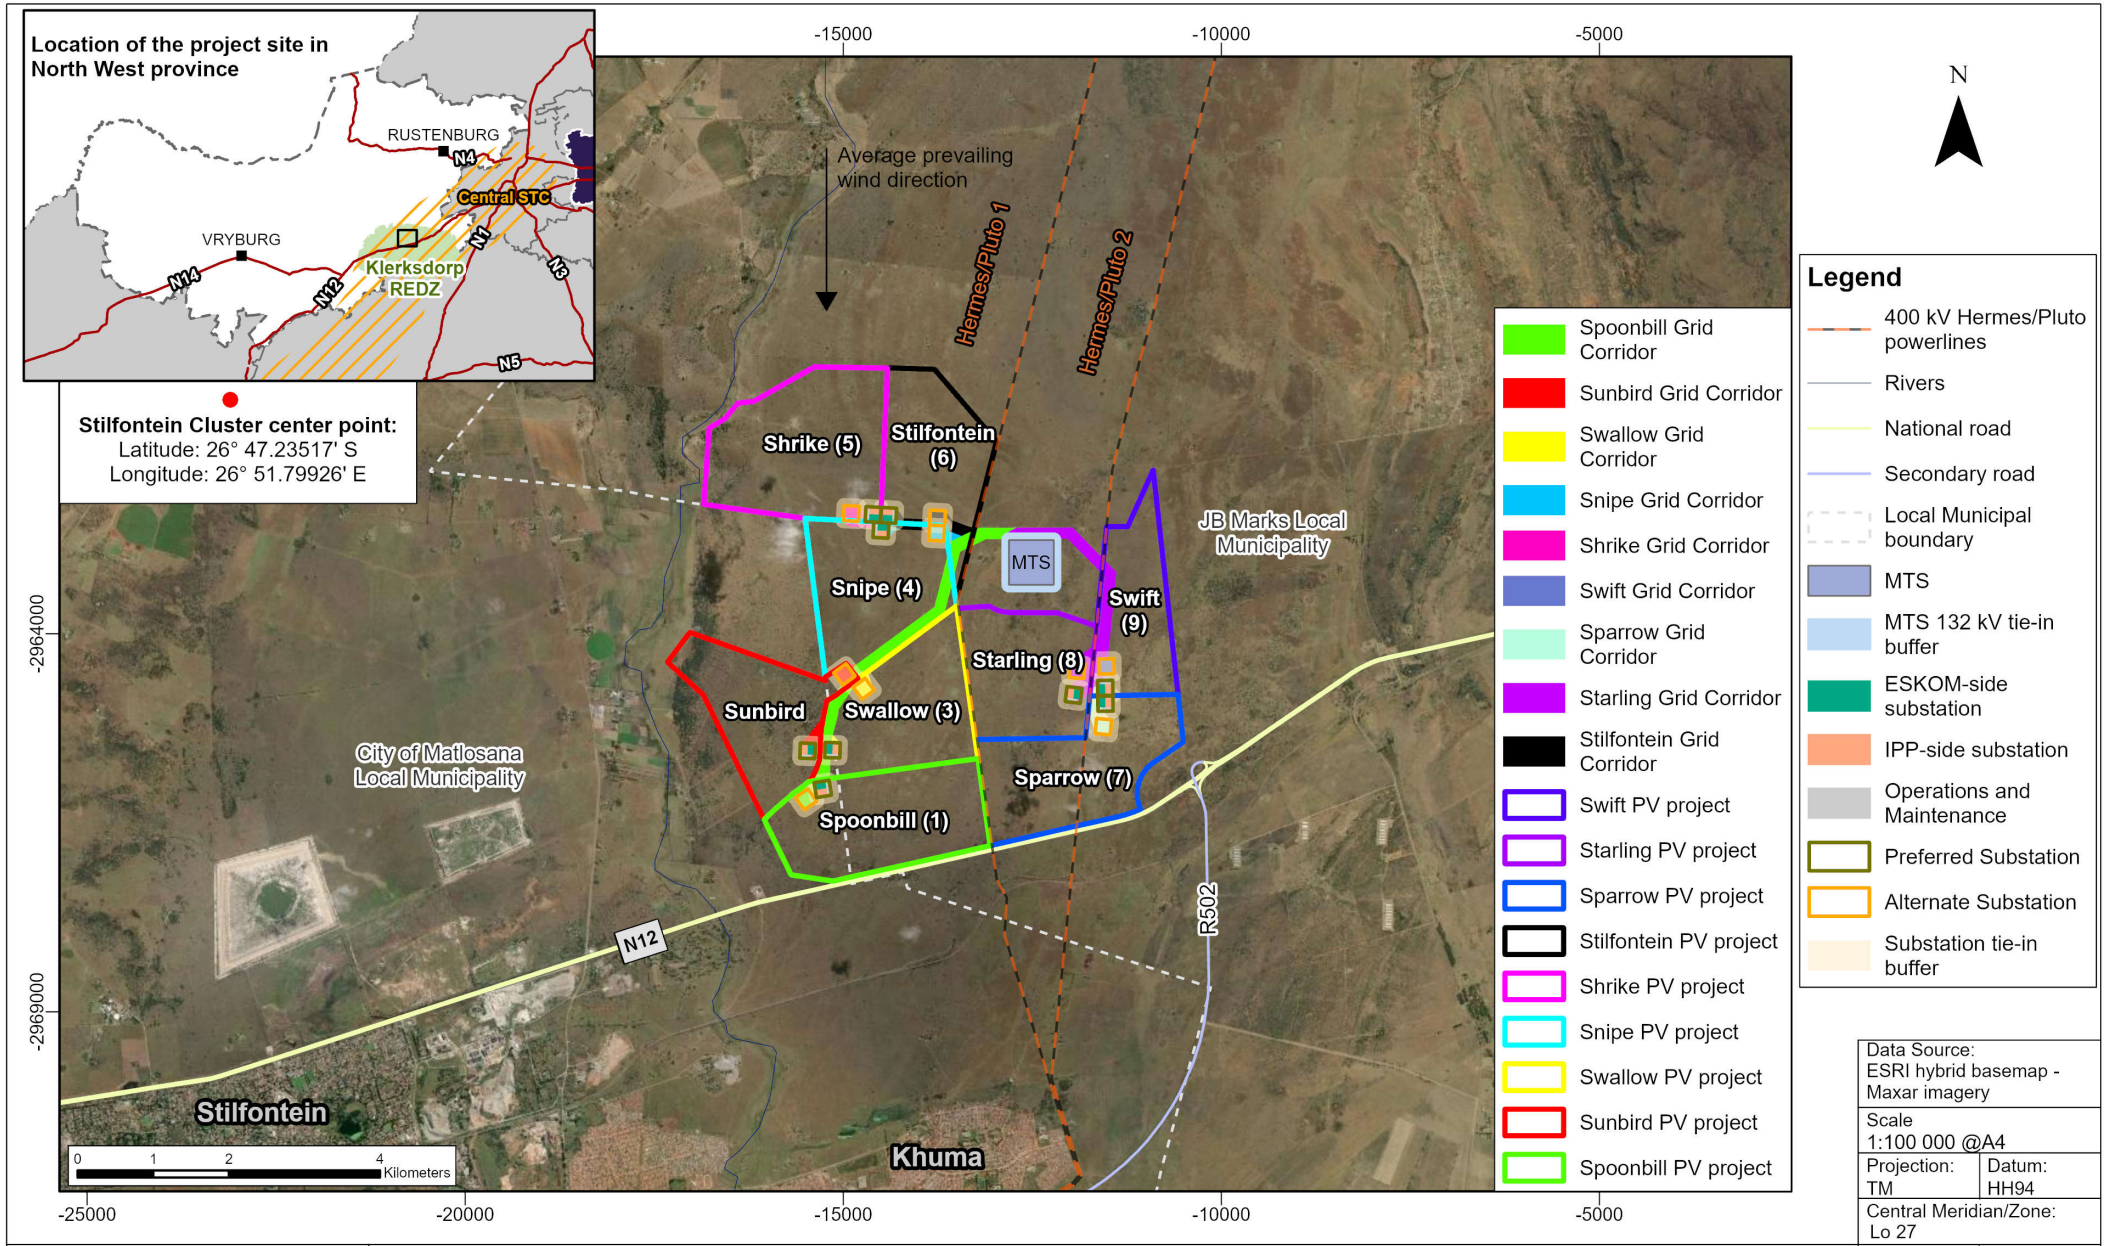 Location of the project site in
North West province
RUSTENBURG
N4
Central STC
VRYBURG
N1
N14
Klerksdorp
REDZ
N12
N3
N5
Stilfontein Cluster center point:
Latitude: 26° 47.23517' S
Longitude: 26° 51.79926' E
-15000
-10000
-5000
Average prevailing
wind direction
Hermes/Pluto 1
Hermes/Pluto 2
Shrike (5)
Stilfontein
(6)
JB Marks Local
Municipality
MTS
Snipe (4)
Swift
(9)
Starling (8)
Sunbird
Swallow (3)
City of Matlosana
Local Municipality
Sparrow (7)
Spoonbill (1)
N12
R502
Stilfontein
Khuma
-2964000
-2969000
0
1
2
4
Kilometers
-25000
-20000
-15000
-10000
-5000
Spoonbill Grid
Corridor
Sunbird Grid Corridor
Swallow Grid
Corridor
Snipe Grid Corridor
Shrike Grid Corridor
Swift Grid Corridor
Sparrow Grid
Corridor
Starling Grid Corridor
Stilfontein Grid
Corridor
Swift PV project
Starling PV project
Sparrow PV project
Stilfontein PV project
Shrike PV project
Snipe PV project
Swallow PV project
Sunbird PV project
Spoonbill PV project
N
Legend
400 kV Hermes/Pluto
powerlines
Rivers
National road
Secondary road
Local Municipal
boundary
MTS
MTS 132 kV tie-in
buffer
ESKOM-side
substation
IPP-side substation
Operations and
Maintenance
Preferred Substation
Alternate Substation
Substation tie-in
buffer
Data Source:
ESRI hybrid basemap -
Maxar imagery
Scale
1:100 000 @A4
Projection:
TM
Datum:
HH94
Central Meridian/Zone:
Lo 27